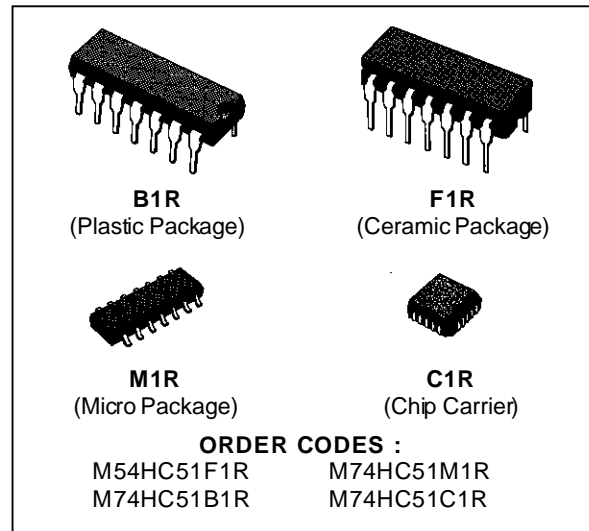 B1R
(Plastic Package)
F1R
(Ceramic Package)
M1R
(Micro Package)
C1R
(Chip Carrier)
ORDER CODES :
M54HC51F1R M74HC51M1R
M74HC51B1R M74HC51C1R